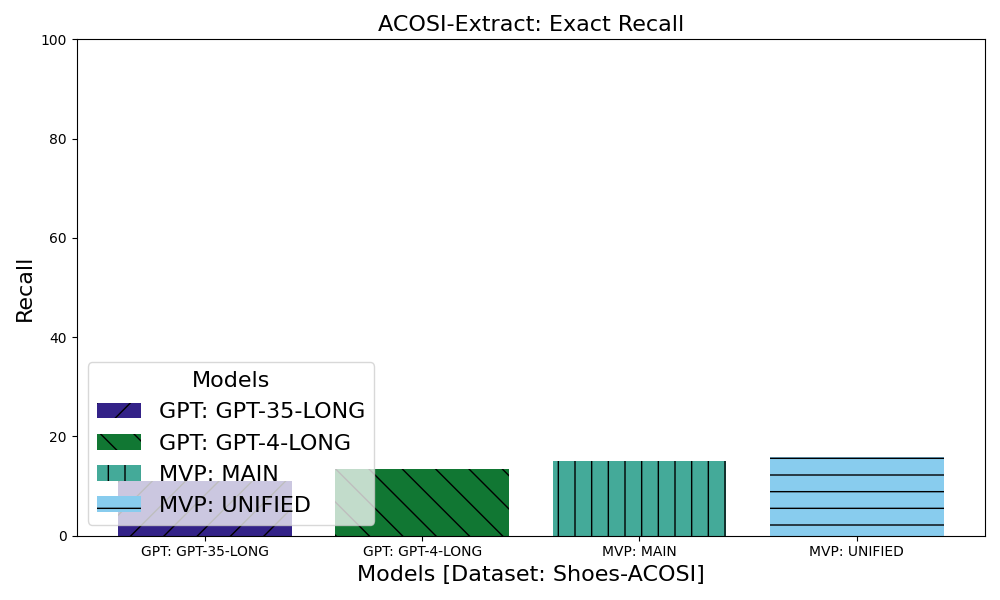 ACOSI-Extract: Exact Recall
100
80
60
40
20
0
Recall
Models
GPT: GPT-35-LONG
GPT: GPT-4-LONG
MVP: MAIN
MVP: UNIFIED
GPT: GPT-35-LONG
GPT: GPT-4-LONG
MVP: MAIN
MVP: UNIFIED
Models [Dataset: Shoes-ACOSI]